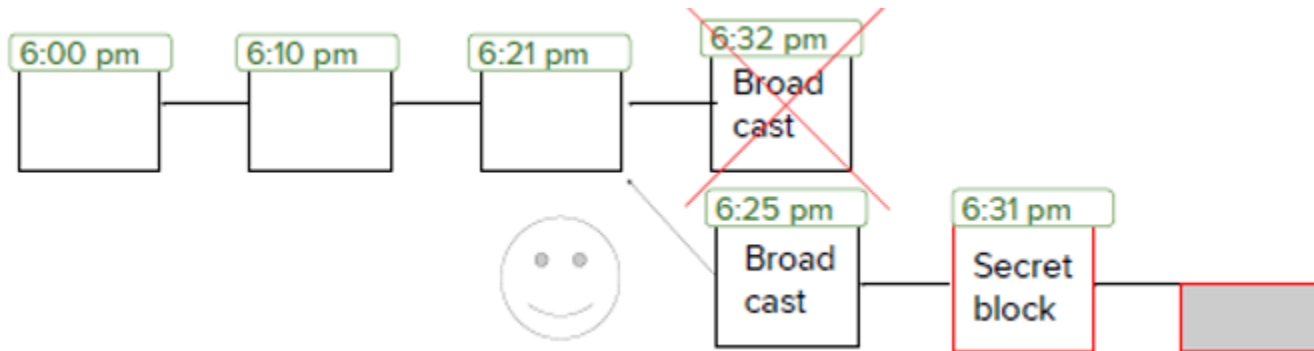 6:00 pm
6:10 pm
6:21 pm
6:32 pm
Broad
cast
6:25 pm
Broad
cast
6:31 pm
Secret
block